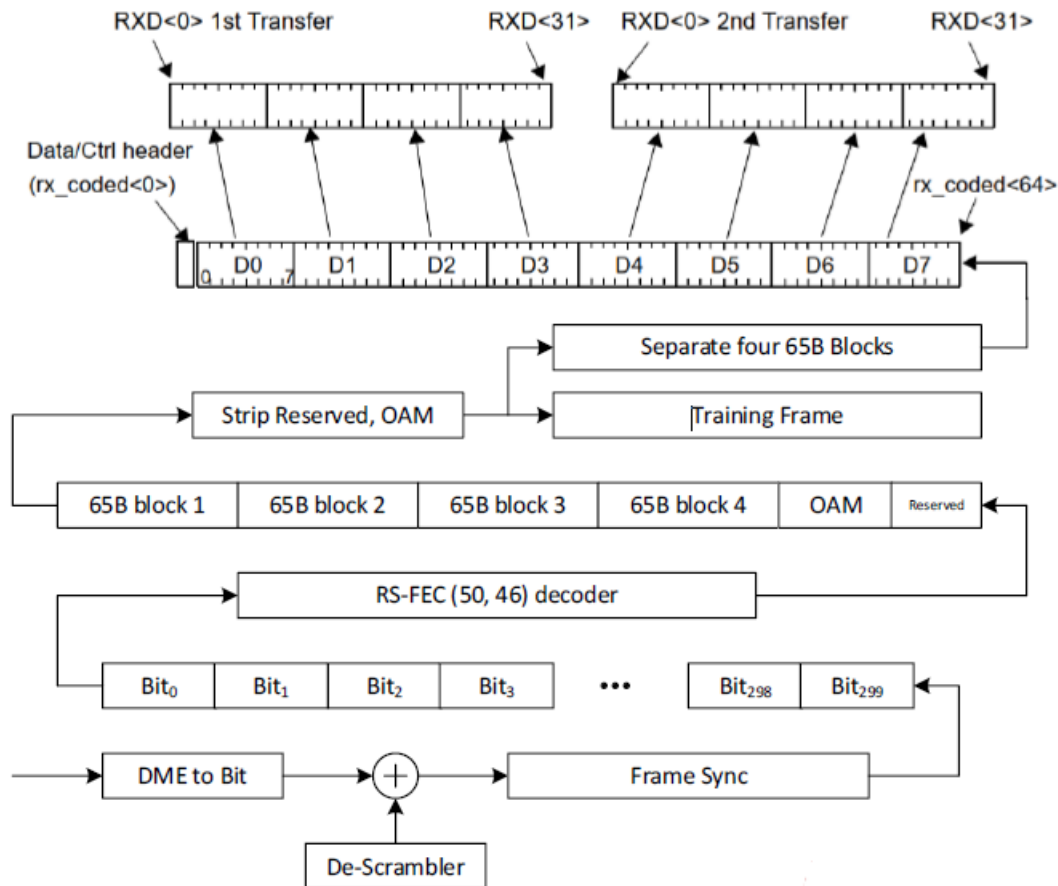 RXD<0> 1st Transfer RXD<31> RXD<0> 2nd Transfer RXD<31>
Data/Ctrl header
(rx_coded<0>) rx_coded<64>
D0 D1 D2 D3 D4 D5 D6 D7
0 7
Separate four 65B Blocks
Strip Reserved, OAM Training Frame
65B block 1 65B block 2 65B block 3 65B block 4 OAM Reserved
RS-FEC (50, 46) decoder
Bit0 Bit1 Bit2 Bit3 ••• Bit298 Bit299
DME to Bit + Frame Sync
De-Scrambler